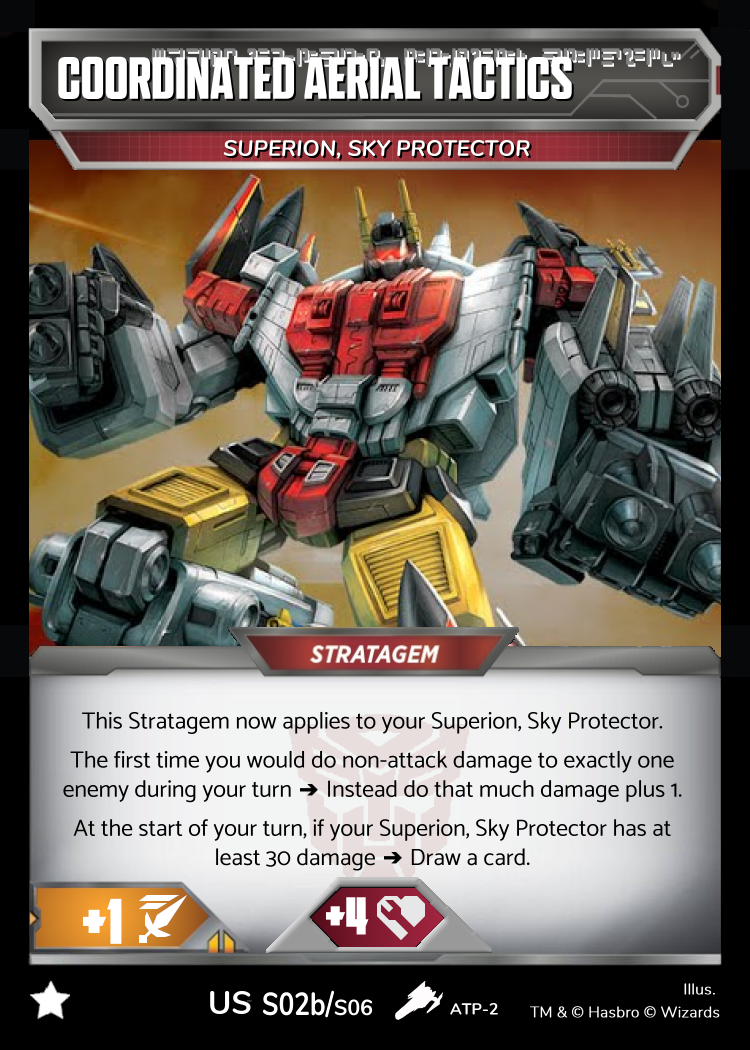 COORDINATED AERIAL TACTICS
SUPERION, SKY PROTECTOR
STRATAGEM
This Stratagem now applies to your Superion, Sky Protector.
The first time you would do non-attack damage to exactly one
enemy during your turn ➔ Instead do that much damage plus 1.
At the start of your turn, if your Superion, Sky Protector has at
least 30 damage ➔ Draw a card.
+1
+4
US S02b/S06
ATP-2
Illus.
TM & © Hasbro © Wizards